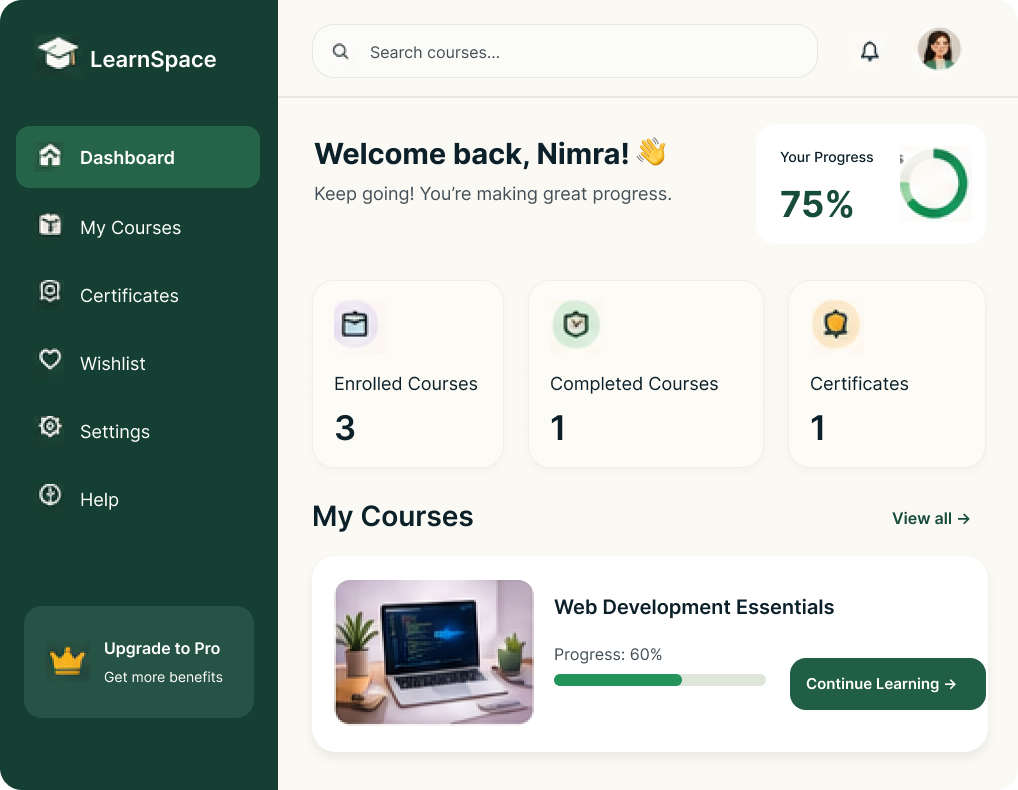 LearnSpace
Search courses...
Dashboard
My Courses
Certificates
Wishlist
Settings
Help
Upgrade to Pro
Get more benefits
Welcome back, Nimra! 👋
Keep going! You’re making great progress.
Your Progress
75%
Enrolled Courses
3
Completed Courses
1
Certificates
1
My Courses
View all →
Web Development Essentials
Progress: 60%
Continue Learning →